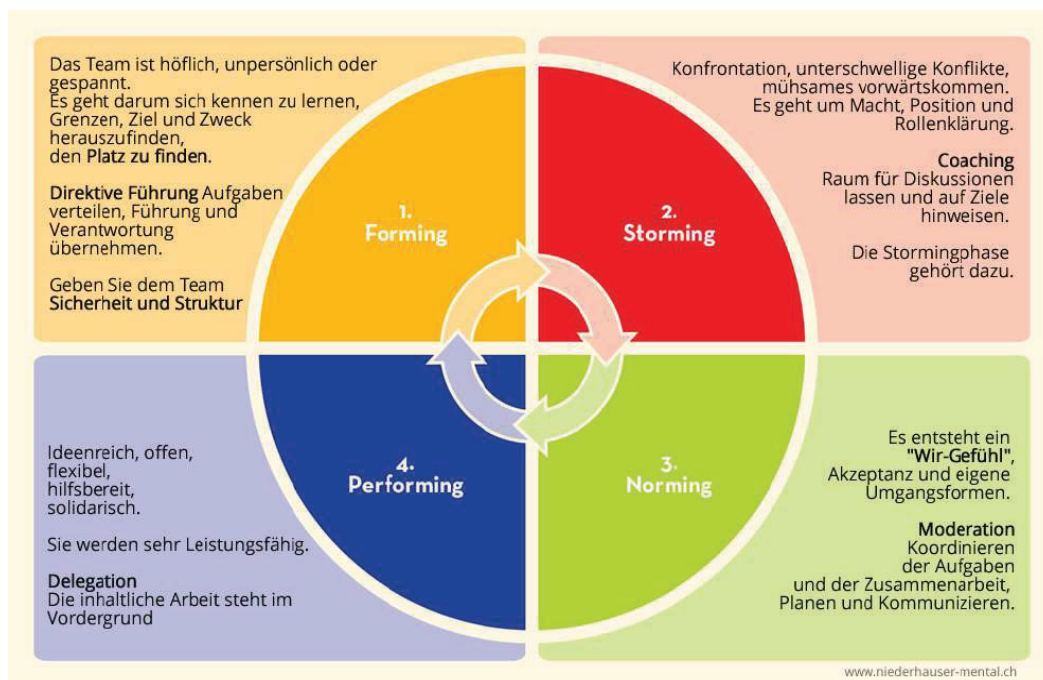 Das Team ist höflich, unpersönlich oder
gespannt.
Es geht darum sich kennen zu lernen,
Grenzen, Ziel und Zweck
herauszufinden,
den Platz zu finden.
Direktive Führung Aufgaben
verteilen, Führung und
Verantwortung
übernehmen.
Geben Sie dem Team
Sicherheit und Struktur
1.
Forming
Konfrontation, unterschwellige Konflikte,
mühsames vorwärtskommen.
Es geht um Macht, Position und
Rollenklärung.
Coaching
Raum für Diskussionen
lassen und auf Ziele
hinweisen.
Die Stormingphase
gehört dazu.
2.
Storming
Es entsteht ein
"Wir-Gefühl",
Akzeptanz und eigene
Umgangsformen.
Moderation
Koordinieren
der Aufgaben
und der Zusammenarbeit,
Planen und Kommunizieren.
3.
Norming
Ideenreich, offen,
flexibel,
hilfsbereit,
solidarisch.
Sie werden sehr Leistungsfähig.
Delegation
Die inhaltliche Arbeit steht im
Vordergrund
4.
Performing
www.niederhauser-mental.ch